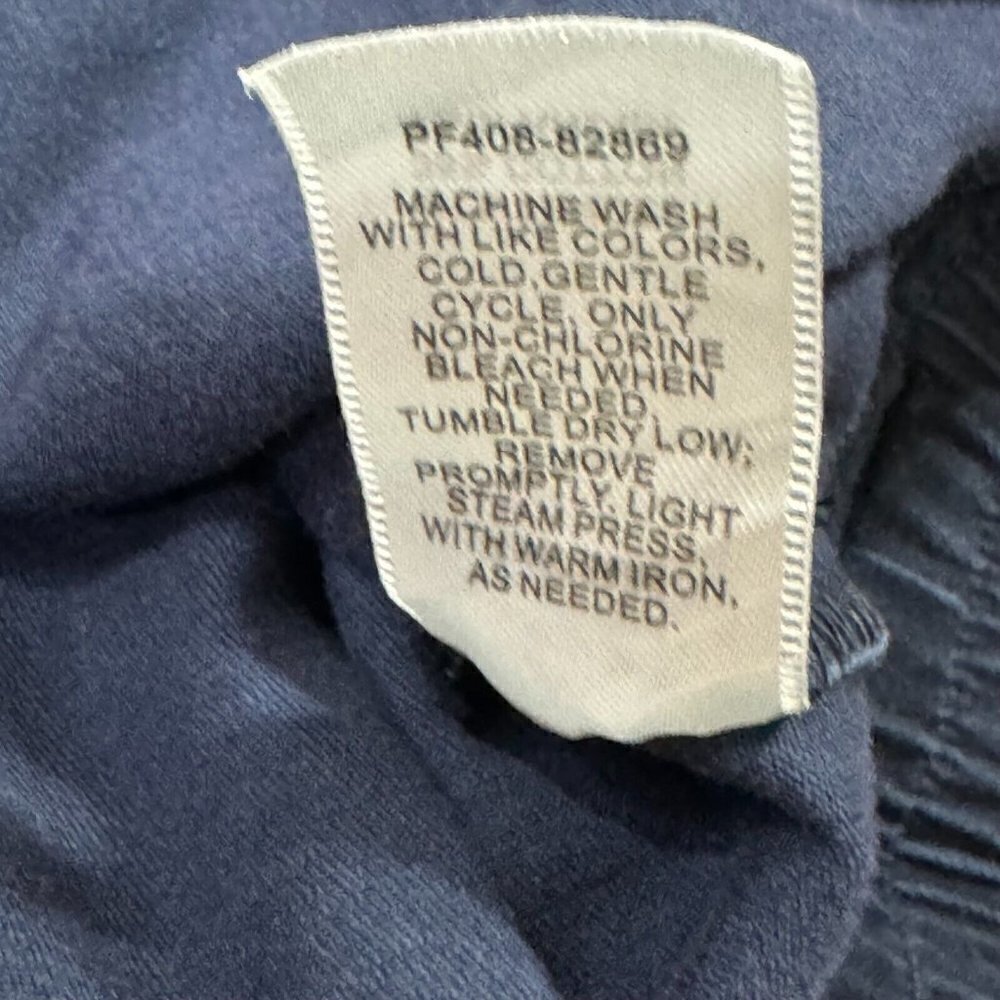 PF408-82869
MACHINE WASH
WITH LIKE COLORS,
COLD, GENTLE
CYCLE, ONLY
NON-CHLORINE
BLEACH WHEN
NEEDED,
TUMBLE DRY LOW;
REMOVE
PROMPTLY, LIGHT
STEAM PRESS,
WITH WARM IRON,
AS NEEDED.